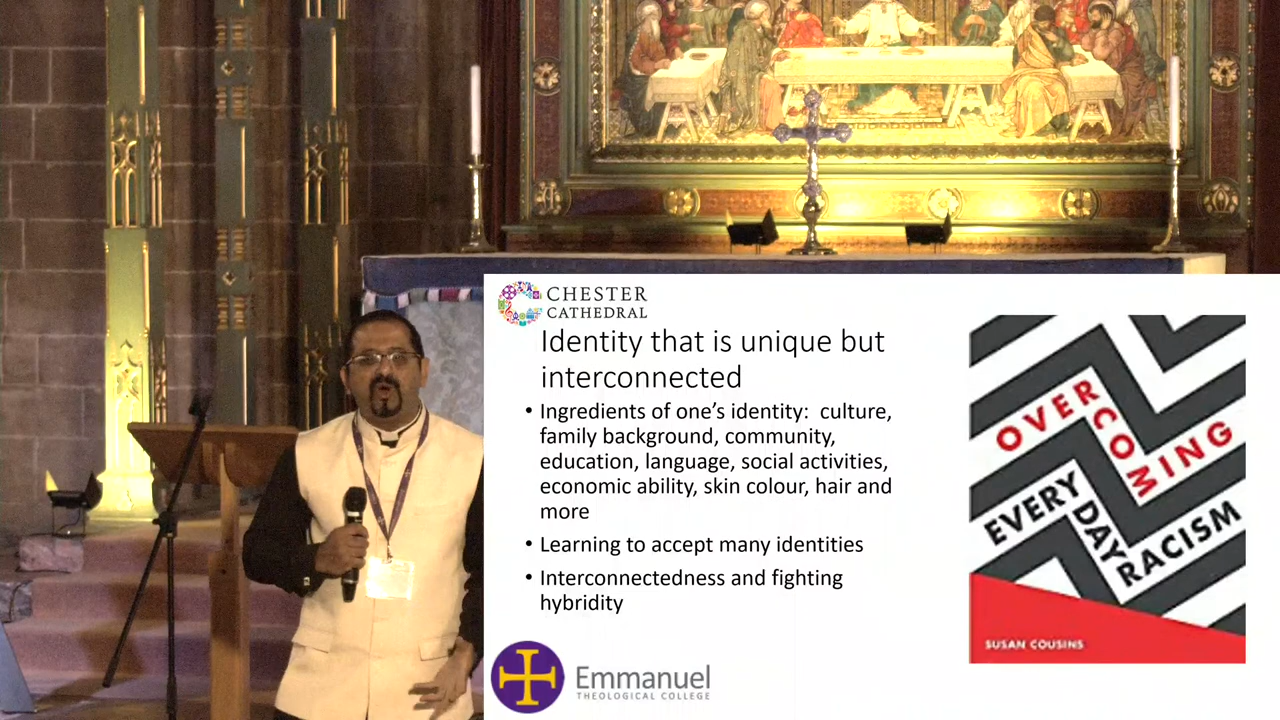 CHESTER
CATHEDRAL
Identity that is unique but
interconnected
• Ingredients of one's identity:  culture,
family background, community,
education, language, social activities,
economic ability, skin colour, hair and
more
• Learning to accept many identities
• Interconnectedness and fighting
hybridity
OVERCOMING
EVERY
DAY
RACISM
SUSAN COUSINS
Emmanuel
THEOLOGICAL COLLEGE